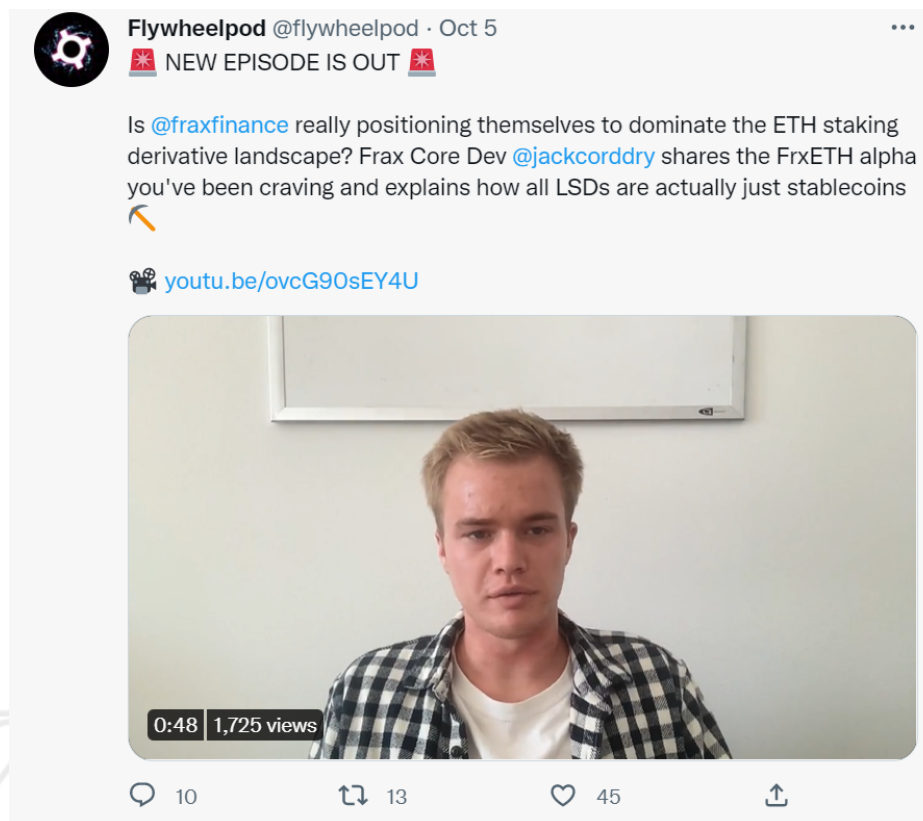 Flywheelpod @flywheelpod · Oct 5
🚨 NEW EPISODE IS OUT 🚨
Is @fraxfinance really positioning themselves to dominate the ETH staking
derivative landscape? Frax Core Dev @jackcorddry shares the FrxETH alpha
you've been craving and explains how all LSDs are actually just stablecoins
⛏️
📽️ youtu.be/ovcG90sEY4U
0:48 1,725 views
10 13 45